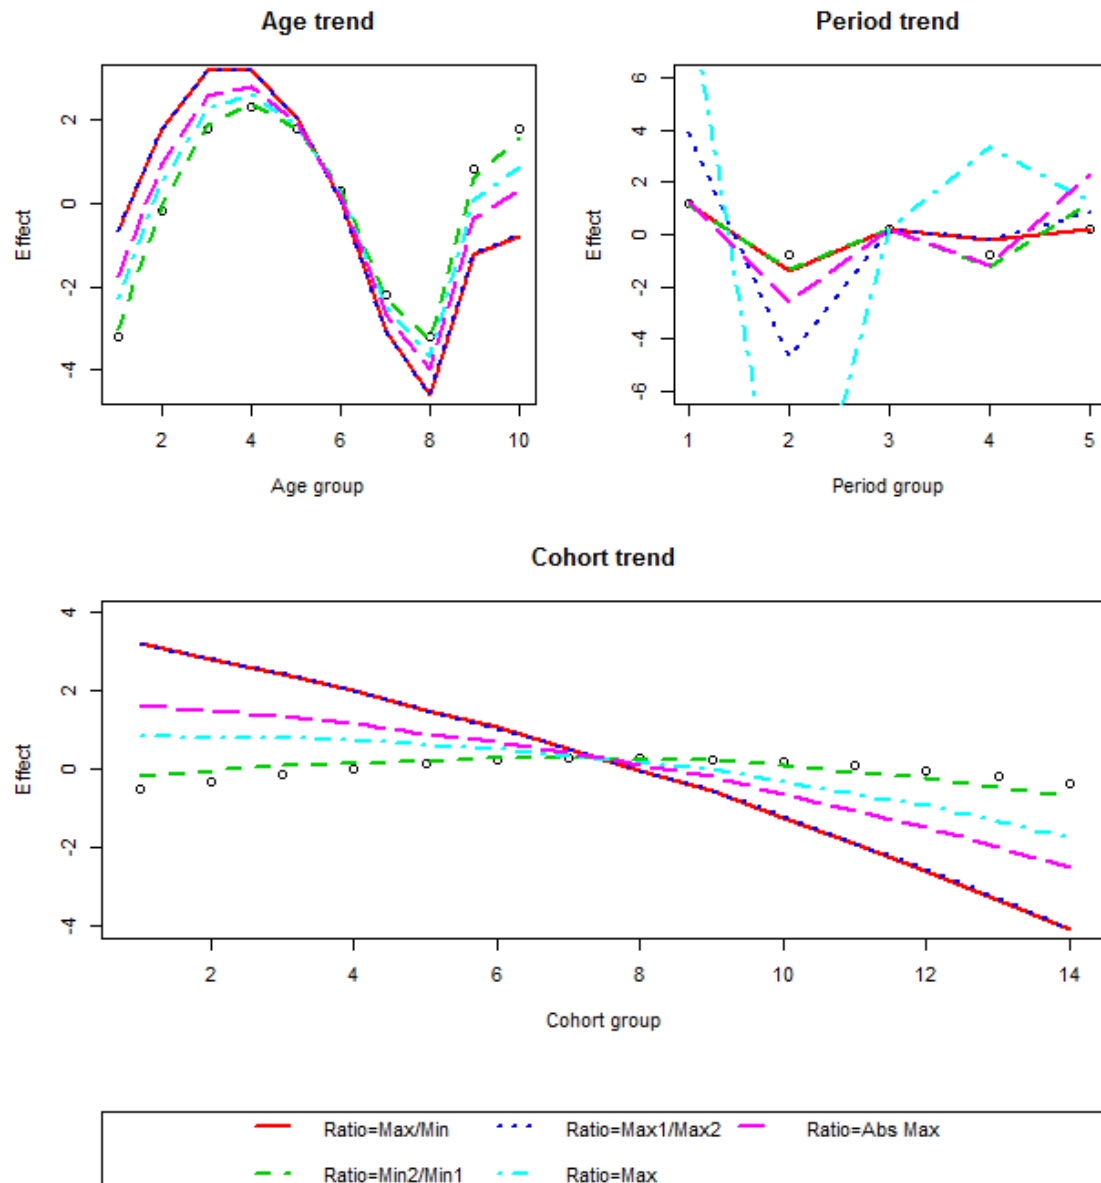 Age trend
Period trend
Effect
2
0
-2
-4
2 4 6 8 10
Age group
Effect
6
4
2
0
-2
-4
-6
1 2 3 4 5
Period group
Cohort trend
Effect
4
2
0
-2
-4
2 4 6 8 10 12 14
Cohort group
Ratio=Max/Min Ratio=Max1/Max2 Ratio=Abs Max
Ratio=Min2/Min1 Ratio=Max